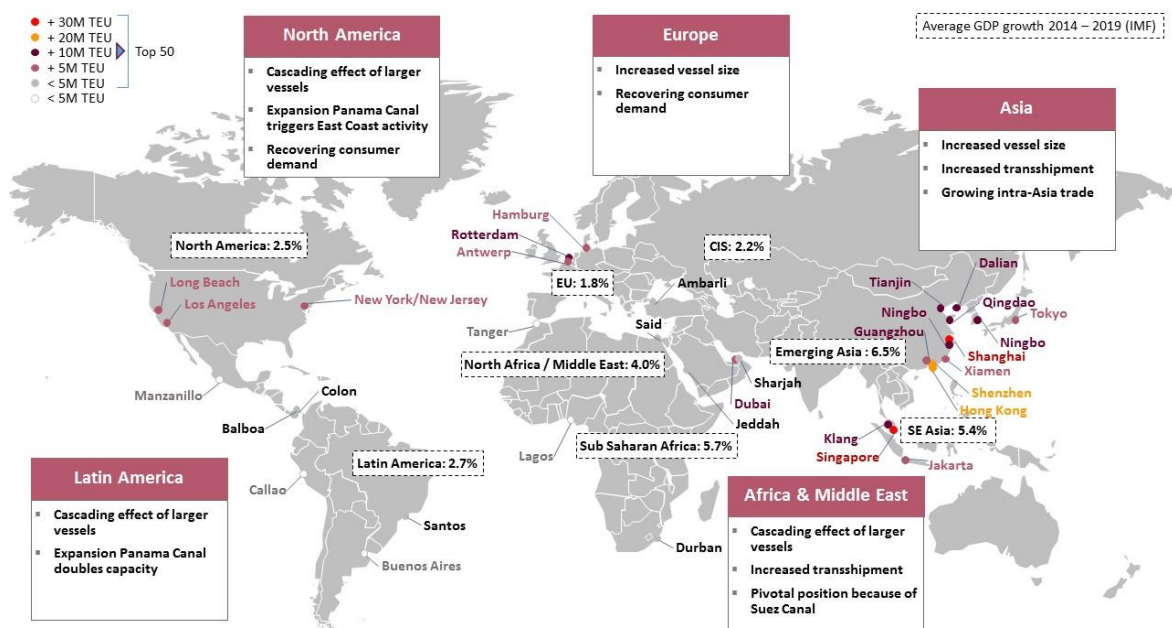 + 30M TEU
+ 20M TEU
+ 10M TEU
+ 5M TEU
< 5M TEU
< 5M TEU
Top 50
Average GDP growth 2014 – 2019 (IMF)
North America
▪ Cascading effect of larger
vessels
▪ Expansion Panama Canal
triggers East Coast activity
▪ Recovering consumer
demand
Europe
▪ Increased vessel size
▪ Recovering consumer
demand
Asia
▪ Increased vessel size
▪ Increased transshipment
▪ Growing intra-Asia trade
Hamburg
Rotterdam
Antwerp
North America: 2.5%
CIS: 2.2%
EU: 1.8%
Ambarli
Long Beach
Los Angeles
New York/New Jersey
Tanger
Said
Dalian
Tianjin
Qingdao
Ningbo
Tokyo
Guangzhou
Ningbo
Emerging Asia : 6.5%
Shanghai
Xiamen
North Africa / Middle East: 4.0%
Sharjah
Shenzhen
Hong Kong
Manzanillo
Colon
Dubai
Jeddah
Balboa
Klang
SE Asia: 5.4%
Singapore
Jakarta
Lagos
Sub Saharan Africa: 5.7%
Latin America: 2.7%
Callao
Santos
Buenos Aires
Durban
Latin America
▪ Cascading effect of larger
vessels
▪ Expansion Panama Canal
doubles capacity
Africa & Middle East
▪ Cascading effect of larger
vessels
▪ Increased transshipment
▪ Pivotal position because of
Suez Canal